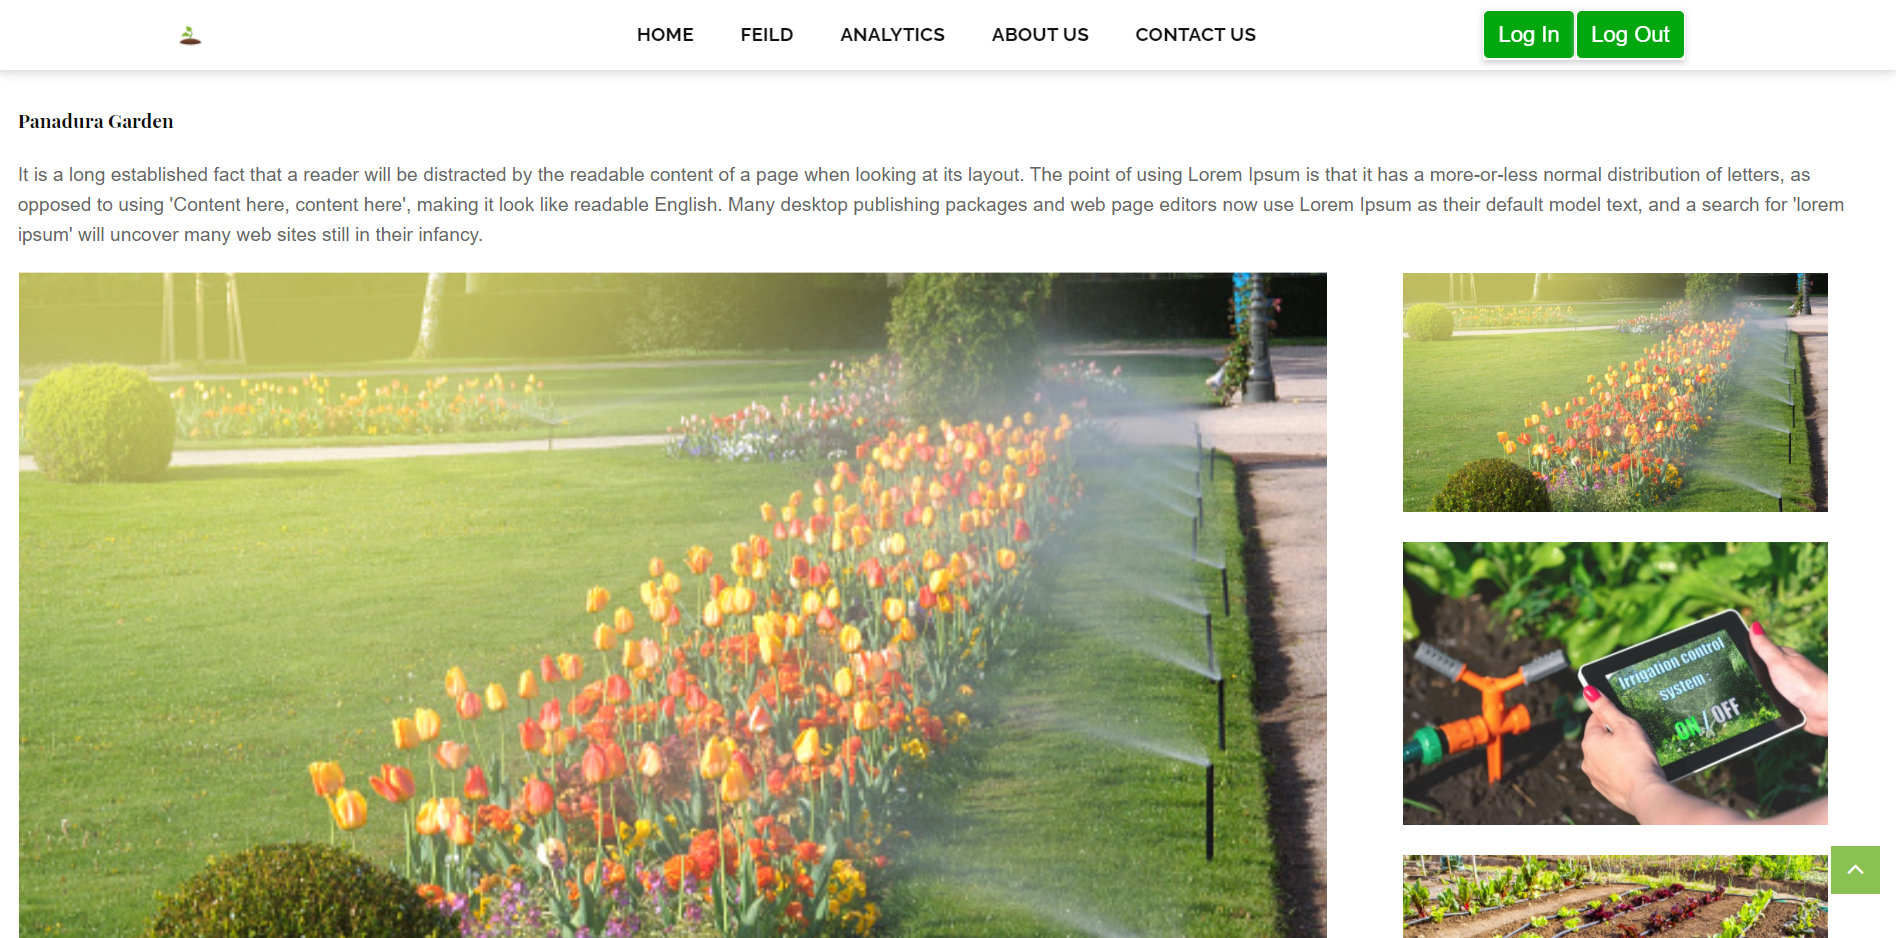 HOME FEILD ANALYTICS ABOUT US CONTACT US Log In Log Out
Panadura Garden
It is a long established fact that a reader will be distracted by the readable content of a page when looking at its layout. The point of using Lorem Ipsum is that it has a more-or-less normal distribution of letters, as
opposed to using 'Content here, content here', making it look like readable English. Many desktop publishing packages and web page editors now use Lorem Ipsum as their default model text, and a search for 'lorem
ipsum' will uncover many web sites still in their infancy.
Irrigation control
system:
ON/OFF